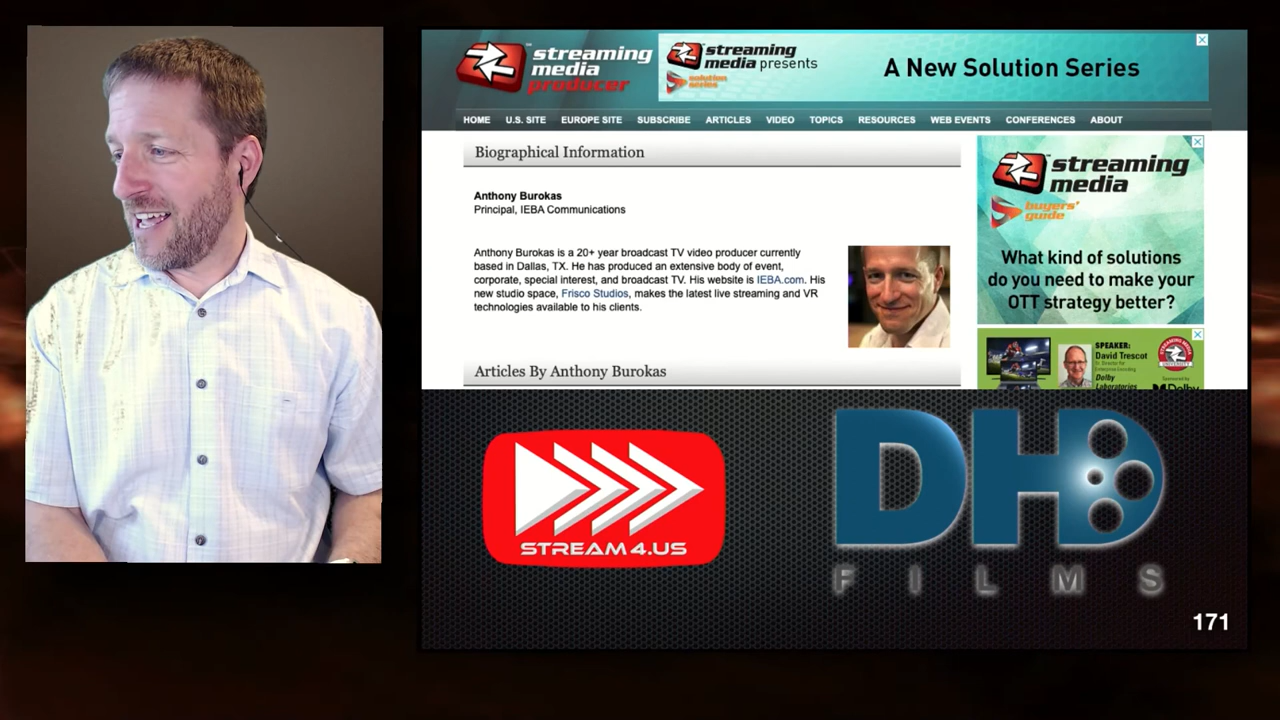 streaming
media
producer
streaming
media presents
solution
series
A New Solution Series
HOME U.S. SITE EUROPE SITE SUBSCRIBE ARTICLES VIDEO TOPICS RESOURCES WEB EVENTS CONFERENCES ABOUT
Biographical Information
Anthony Burokas
Principal, IEBA Communications
Anthony Burokas is a 20+ year broadcast TV video producer currently
based in Dallas, TX. He has produced an extensive body of event,
corporate, special interest, and broadcast TV. His website is IEBA.com. His
new studio space, Frisco Studios, makes the latest live streaming and VR
technologies available to his clients.
Articles By Anthony Burokas
streaming
media
buyers'
guide
What kind of solutions
do you need to make your
OTT strategy better?
SPEAKER:
David Trescot
Dolby
Laboratories
Sponsored by
Dolby
STREAM4.US
DHD
FILMS
171